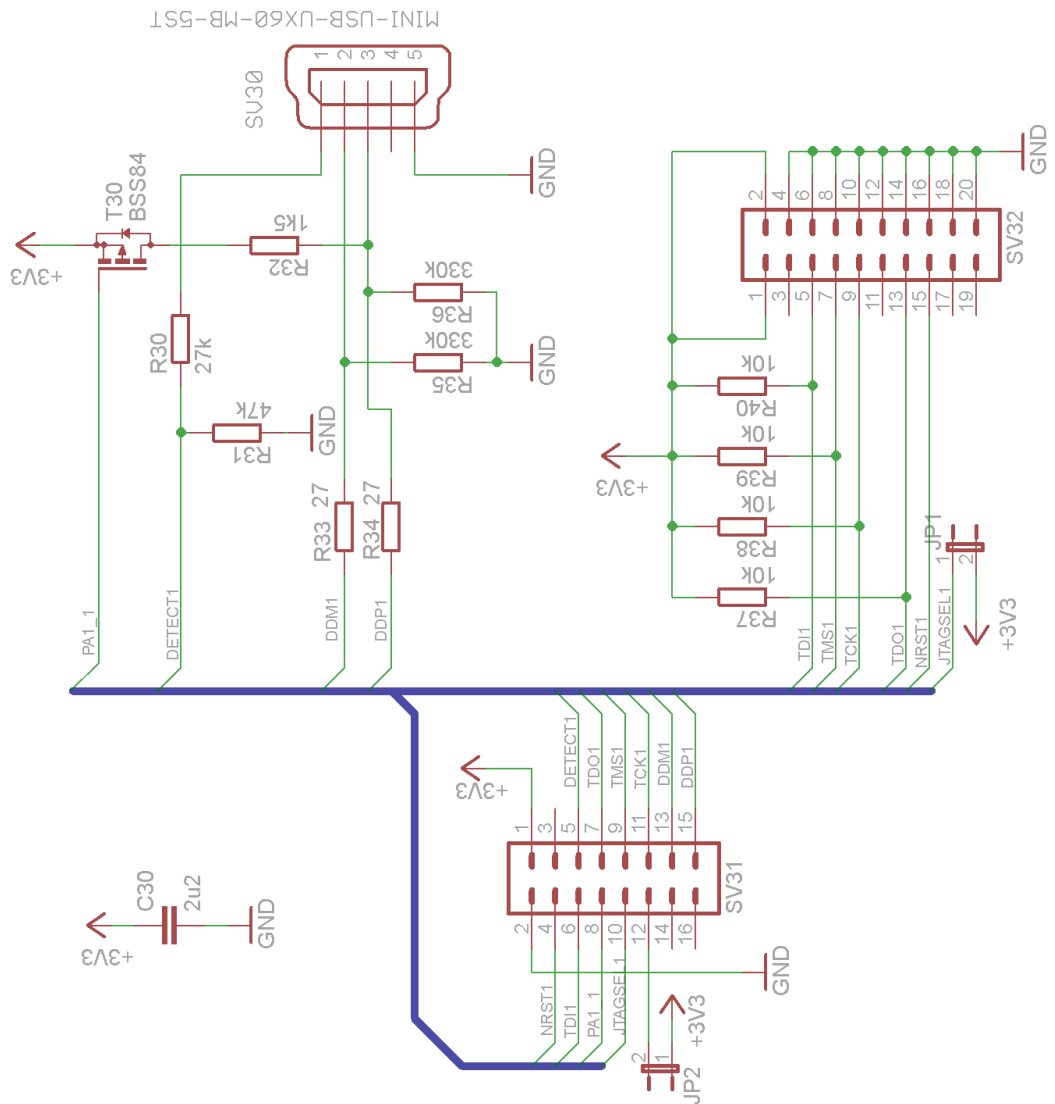 MINI-USB-UX60-MB-5ST
SV30
1
2
3
4
5
GND
T30
BSS84
+3V3
1k5
R32
330k
R36
330k
R35
GND
R30
27k
47k
R31
GND
R33 27
R34 27
PA1_1
DETECT1
DDM1
DDP1
GND
2
4
6
8
10
12
14
16
18
20
SV32
1
3
5
7
9
11
13
15
17
19
10k
R40
10k
R39
10k
R38
10k
R37
+3V3
JP1
1
2
+3V3
TDI1
TMS1
TCK1
TDO1
NRST1
JTAGSEL1
DETECT1
TDO1
TMS1
TCK1
DDM1
DDP1
+3V3
1
3
5
7
9
11
13
15
SV31
2
4
6
8
10
12
14
16
NRST1
TDI1
PA1_1
JTAGSEL1
GND
+3V3
2
1
JP2
C30
2u2
+3V3
GND